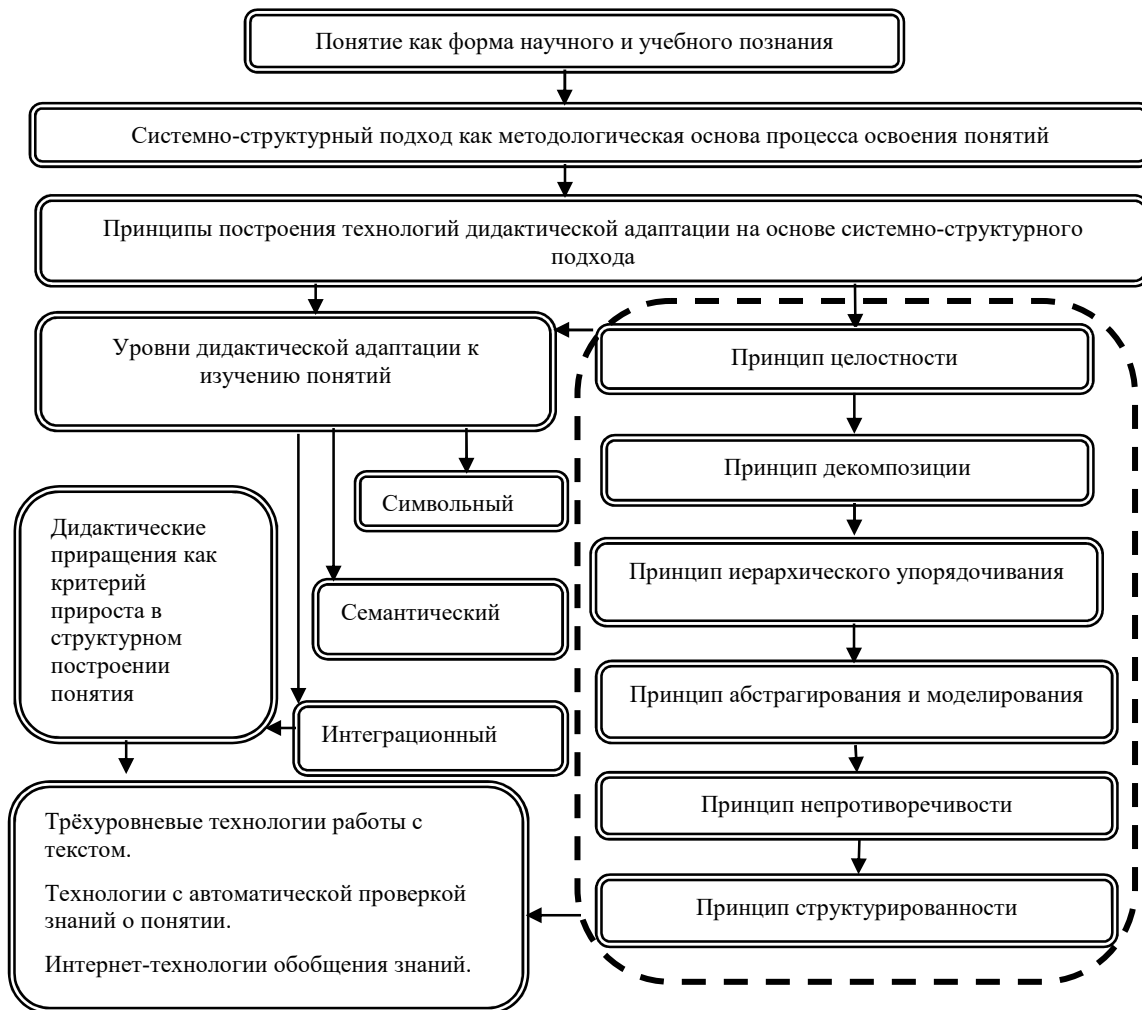 Понятие как форма научного и учебного познания
Системно-структурный подход как методологическая основа процесса освоения понятий
Принципы построения технологий дидактической адаптации на основе системно-структурного
подхода
Уровни дидактической адаптации к
изучению понятий
Принцип целостности
Принцип декомпозиции
Символьный
Дидактические
приращения как
критерий
прироста в
структурном
построении
понятия
Принцип иерархического упорядочивания
Семантический
Принцип абстрагирования и моделирования
Интеграционный
Принцип непротиворечивости
Трёхуровневые технологии работы с
текстом.
Технологии с автоматической проверкой
знаний о понятии.
Интернет-технологии обобщения знаний.
Принцип структурированности